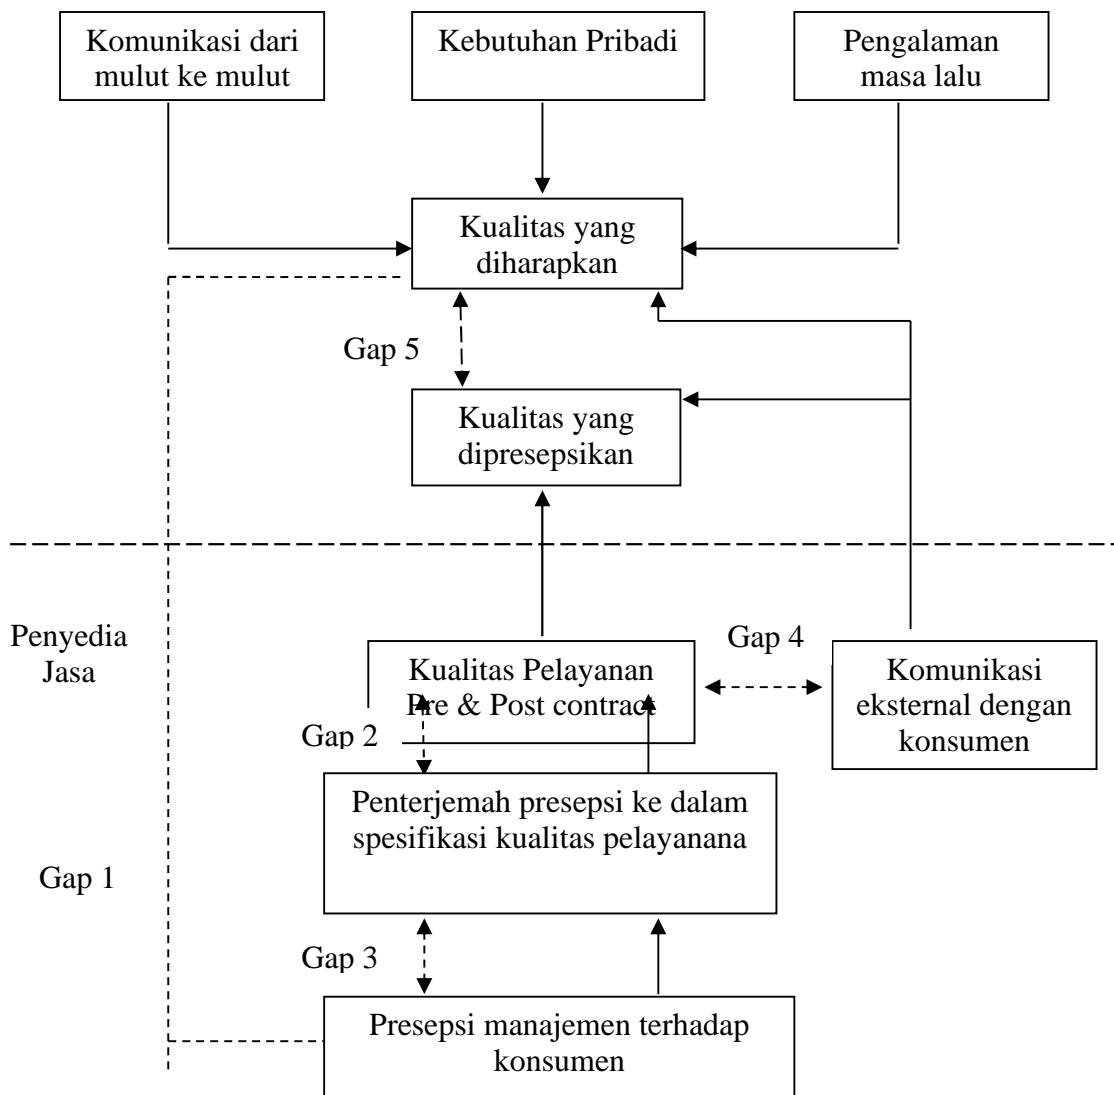 Komunikasi dari
mulut ke mulut
Kebutuhan Pribadi
Pengalaman
masa lalu
Kualitas yang
diharapkan
Gap 5
Kualitas yang
dipresepsikan
Penyedia
Jasa
Kualitas Pelayanan
Pre & Post contract
Gap 4
Komunikasi
eksternal dengan
konsumen
Gap 2
Penterjemah presepsi ke dalam
spesifikasi kualitas pelayanana
Gap 1
Gap 3
Presepsi manajemen terhadap
konsumen